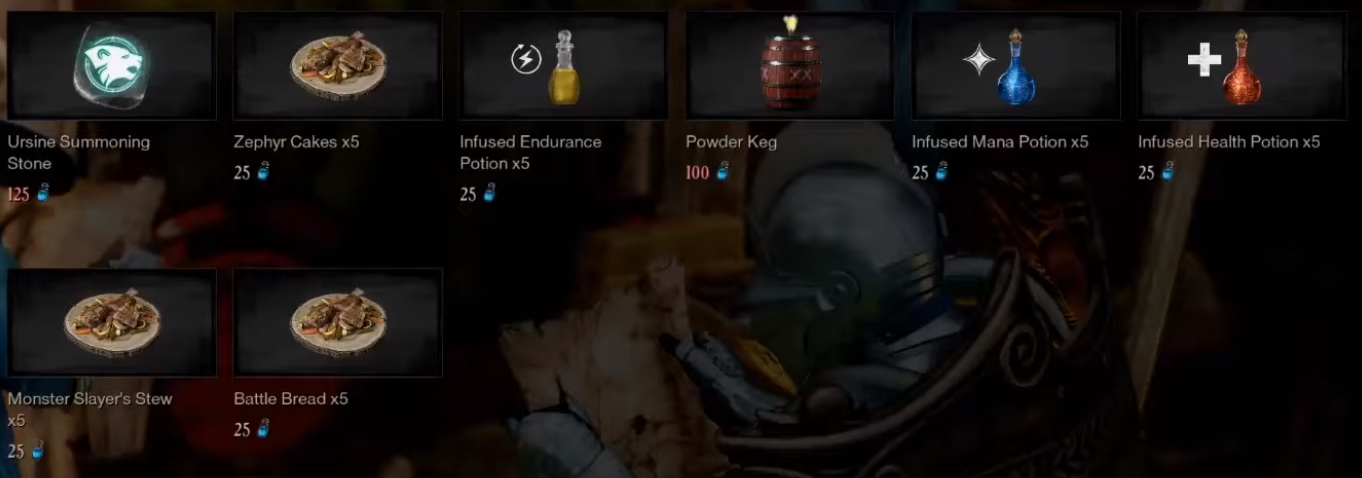 Ursine Summoning
Stone
125
Zephyr Cakes x5
25
Infused Endurance
Potion x5
25
Powder Keg
100
Infused Mana Potion x5
25
Infused Health Potion x5
25
Monster Slayer's Stew
x5
25
Battle Bread x5
25